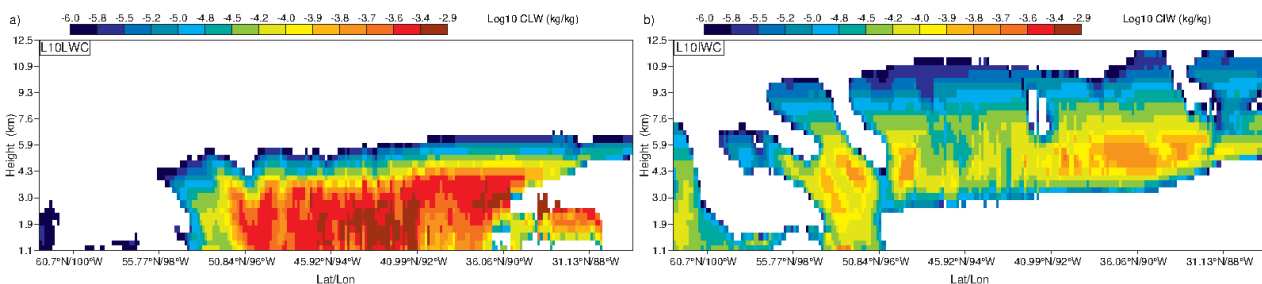 a) Log10 CLW (kg/kg)
-6.0 -5.8 -5.5 -5.0 -4.8 -4.5 -4.2 -4.0 -3.9 -3.8 -3.7 -3.6 -3.4 -2.9
L10LWC
12.5
10.9
9.3
7.6
5.9
4.3
3.0
1.9
1.1
Height (km)
60.7°N/100°W 55.77°N/98°W 50.84°N/96°W 45.92°N/94°W 40.99°N/92°W 36.06°N/90°W 31.13°N/88°W
Lat/Lon
b) Log10 CIW (kg/kg)
-6.0 -5.8 -5.5 -5.0 -4.8 -4.5 -4.2 -4.0 -3.9 -3.8 -3.7 -3.6 -3.4 -2.9
L10IWC
12.5
10.9
9.3
7.6
5.9
4.3
3.0
1.9
1.1
Height (km)
60.7°N/100°W 55.77°N/98°W 50.84°N/96°W 45.92°N/94°W 40.99°N/92°W 36.06°N/90°W 31.13°N/88°W
Lat/Lon